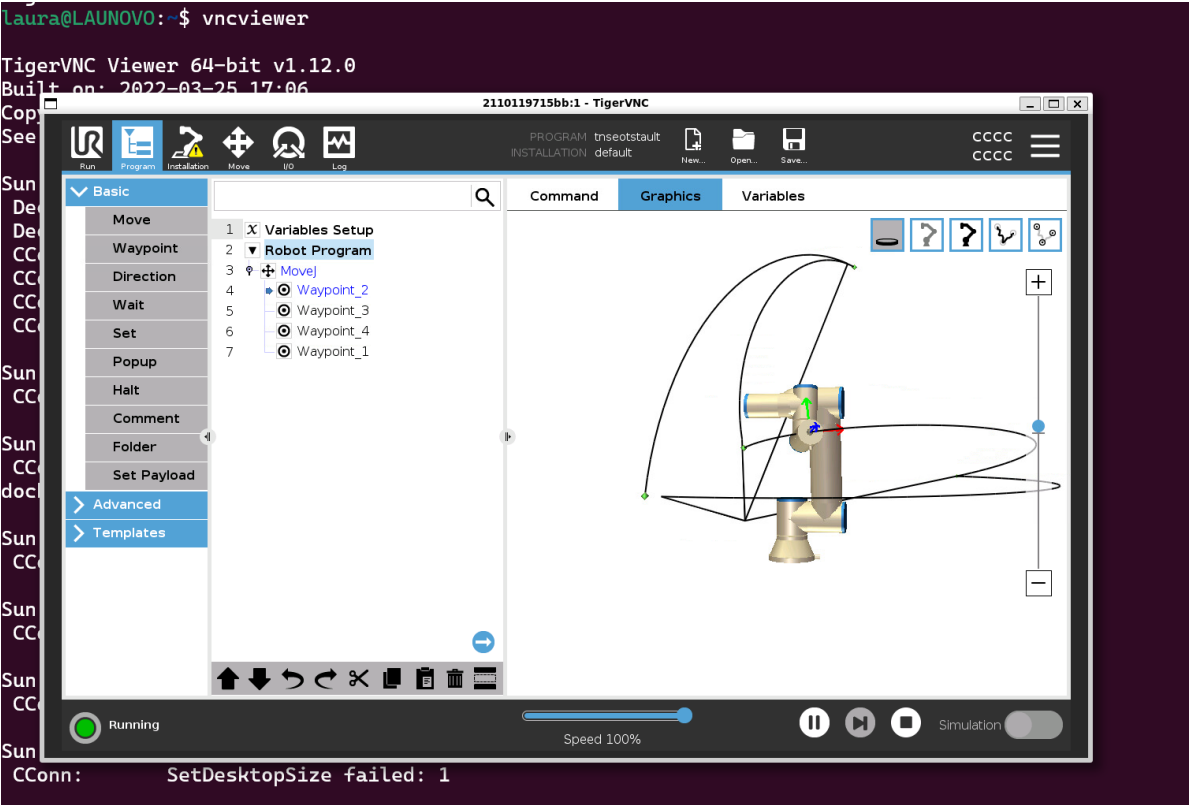 laura@LAUNOVO:~$ vncviewer
TigerVNC Viewer 64-bit v1.12.0
Built on: 2022-03-25 17:06
2110119715bb:1 - TigerVNC
See
UR
Run
Program
Installation
Move
I/O
Log
PROGRAM tnseotstault
INSTALLATION default
New...
Open...
Save...
CCCC
CCCC
Basic
Move
Waypoint
Direction
Wait
Set
Popup
Halt
Comment
Folder
Set Payload
Advanced
Templates
1 X Variables Setup
2 Robot Program
3 MoveJ
4 Waypoint_2
5 Waypoint_3
6 Waypoint_4
7 Waypoint_1
Command
Graphics
Variables
+
−
Sun
Sun
Sun
Sun
Sun
Sun
Sun
Running
Speed 100%
Simulation
CConn: SetDesktopSize failed: 1